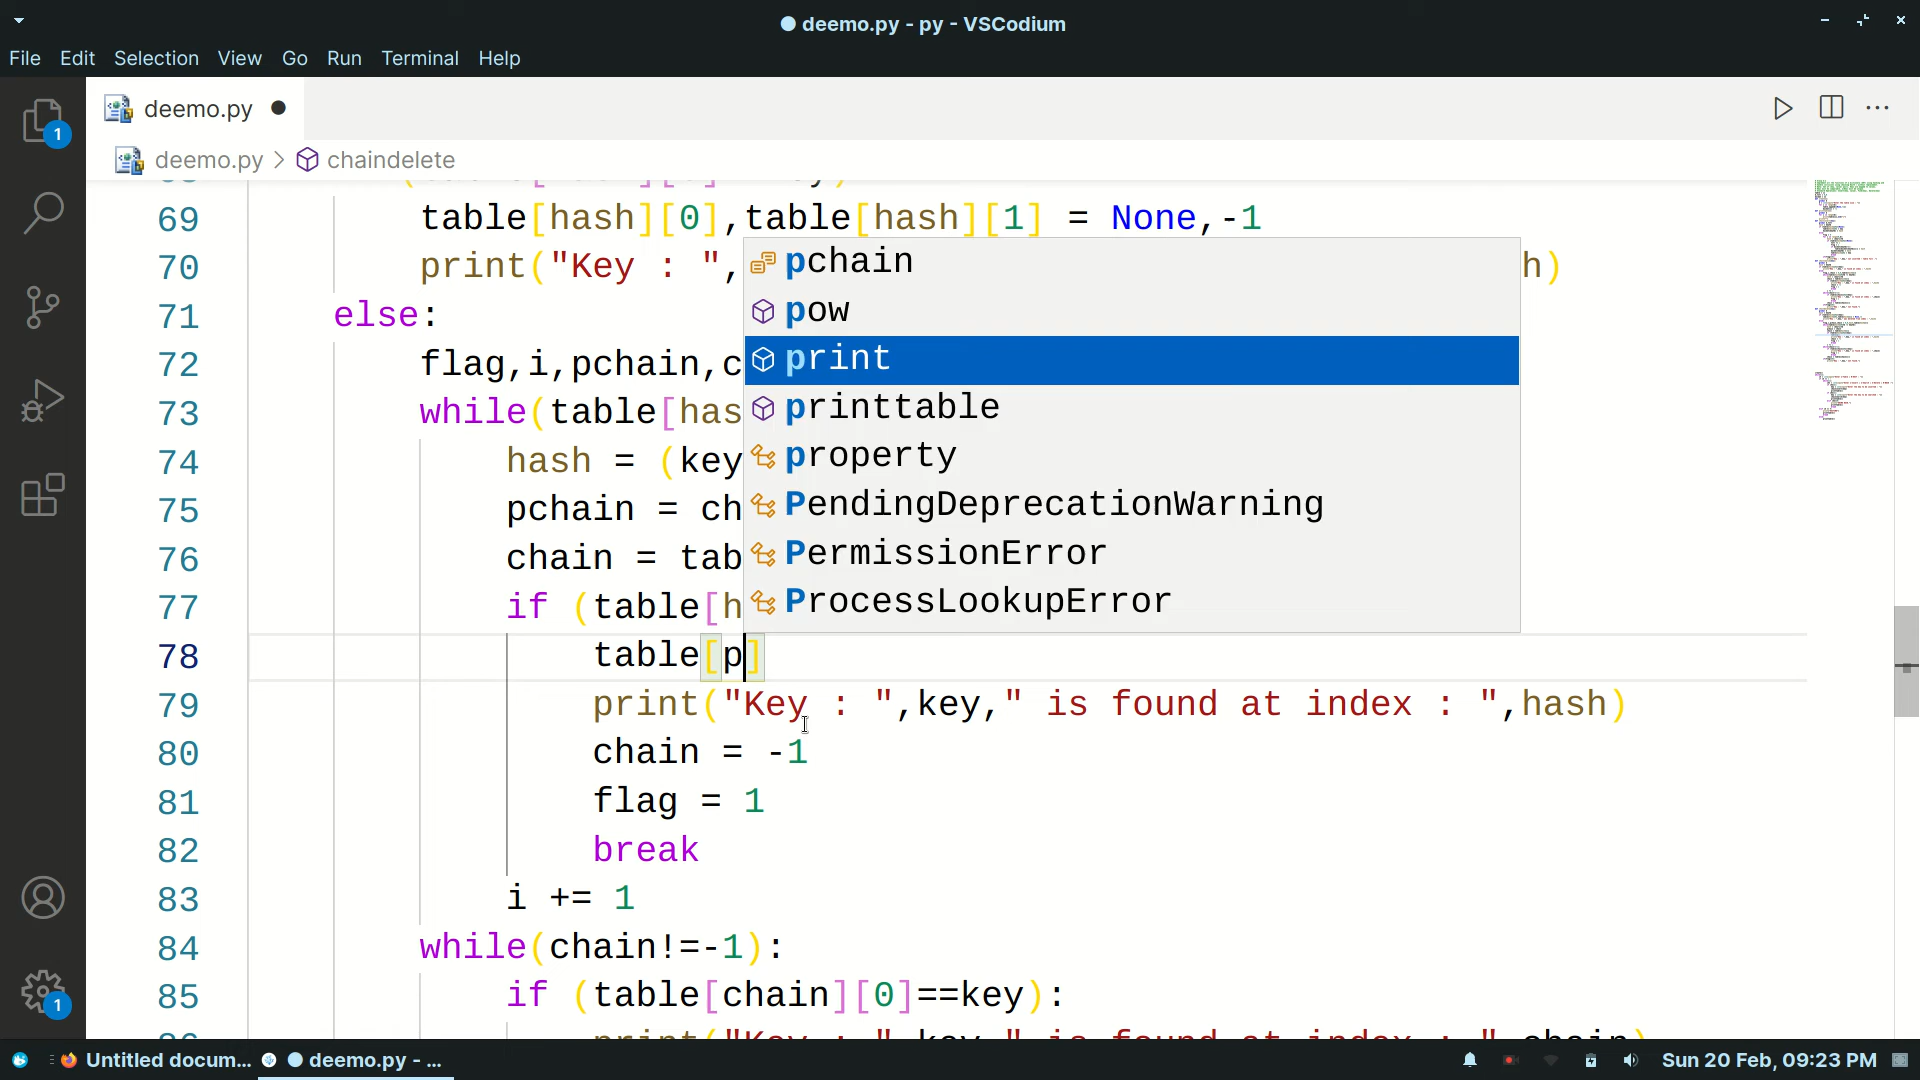 deemo.py - py - VSCodium
File Edit Selection View Go Run Terminal Help
deemo.py
deemo.py > chaindelete
69 table[hash][0],table[hash][1] = None,-1
70 print("Key : ", h)
71 else:
72 flag,i,pchain,c
73 while(table[has
74 hash = (key
75 pchain = ch
76 chain = tab
77 if (table[h
78 table[p]
79 print("Key : ",key," is found at index : ",hash)
80 chain = -1
81 flag = 1
82 break
83 i += 1
84 while(chain!=-1):
85 if (table[chain][0]==key):
pchain
pow
print
printtable
property
PendingDeprecationWarning
PermissionError
ProcessLookupError
1
1
Untitled docum...
deemo.py - ...
Sun 20 Feb, 09:23 PM